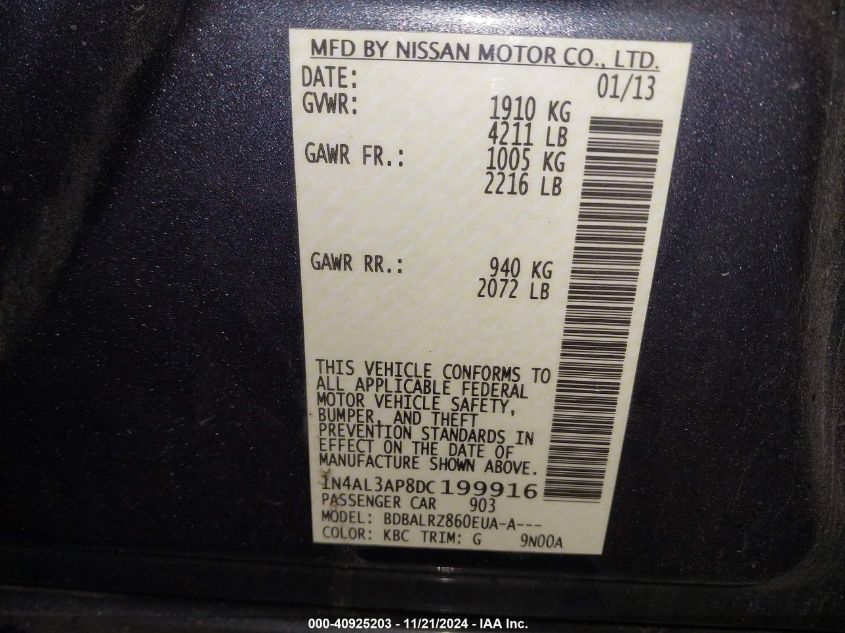 MFD BY NISSAN MOTOR CO., LTD.
DATE: 01/13
GVWR: 1910 KG
4211 LB
GAWR FR.: 1005 KG
2216 LB
GAWR RR.: 940 KG
2072 LB
THIS VEHICLE CONFORMS TO
ALL APPLICABLE FEDERAL
MOTOR VEHICLE SAFETY,
BUMPER, AND THEFT
PREVENTION STANDARDS IN
EFFECT ON THE DATE OF
MANUFACTURE SHOWN ABOVE.
1N4AL3AP8DC199916
PASSENGER CAR 903
MODEL: BDBALRZ860EUA-A---
COLOR: KBC TRIM: G 9N00A
000-40925203 - 11/21/2024 - IAA Inc.